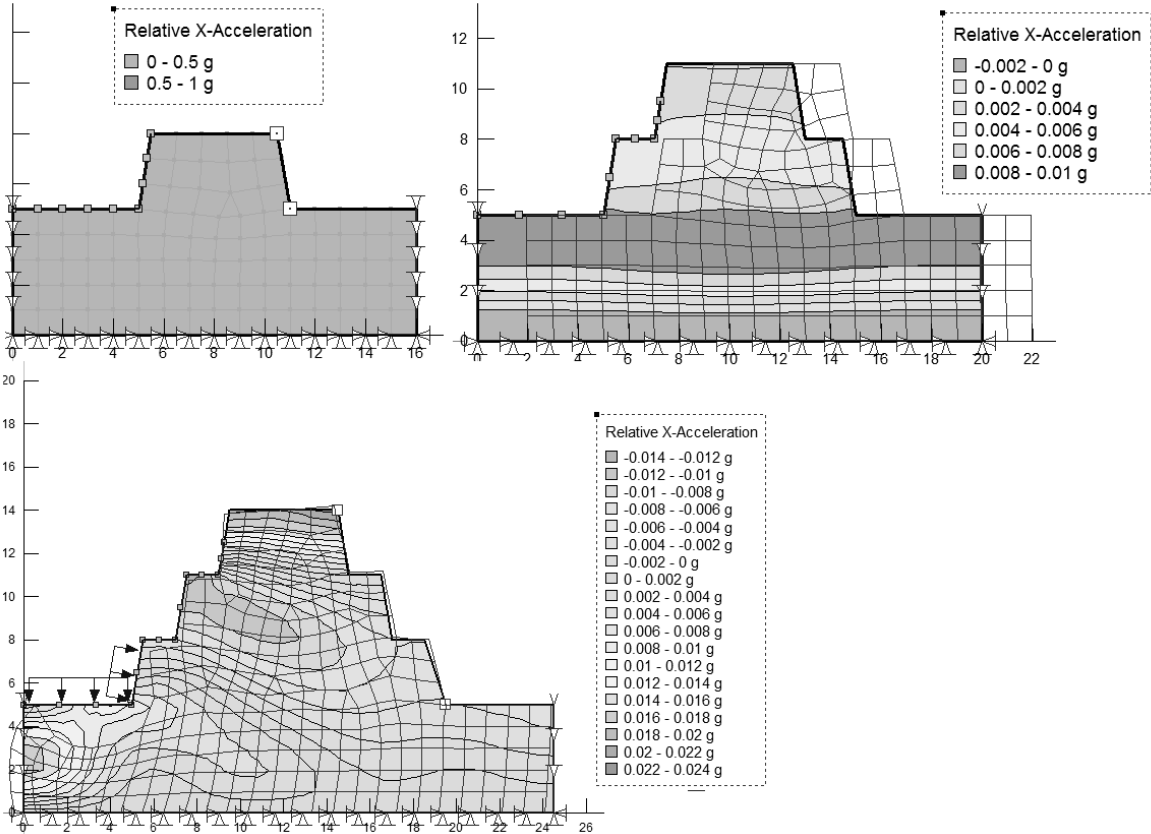 Relative X-Acceleration
0 - 0.5 g
0.5 - 1 g
0 2 4 6 8 10 12 14 16
Relative X-Acceleration
-0.002 - 0 g
0 - 0.002 g
0.002 - 0.004 g
0.004 - 0.006 g
0.006 - 0.008 g
0.008 - 0.01 g
12
10
8
6
4
2
0
0 2 4 6 8 10 12 14 16 18 20 22
Relative X-Acceleration
-0.014 - -0.012 g
-0.012 - -0.01 g
-0.01 - -0.008 g
-0.008 - -0.006 g
-0.006 - -0.004 g
-0.004 - -0.002 g
-0.002 - 0 g
0 - 0.002 g
0.002 - 0.004 g
0.004 - 0.006 g
0.006 - 0.008 g
0.008 - 0.01 g
0.01 - 0.012 g
0.012 - 0.014 g
0.014 - 0.016 g
0.016 - 0.018 g
0.018 - 0.02 g
0.02 - 0.022 g
0.022 - 0.024 g
20
18
16
14
12
10
8
6
4
2
0
0 2 4 6 8 10 12 14 16 18 20 22 24 26